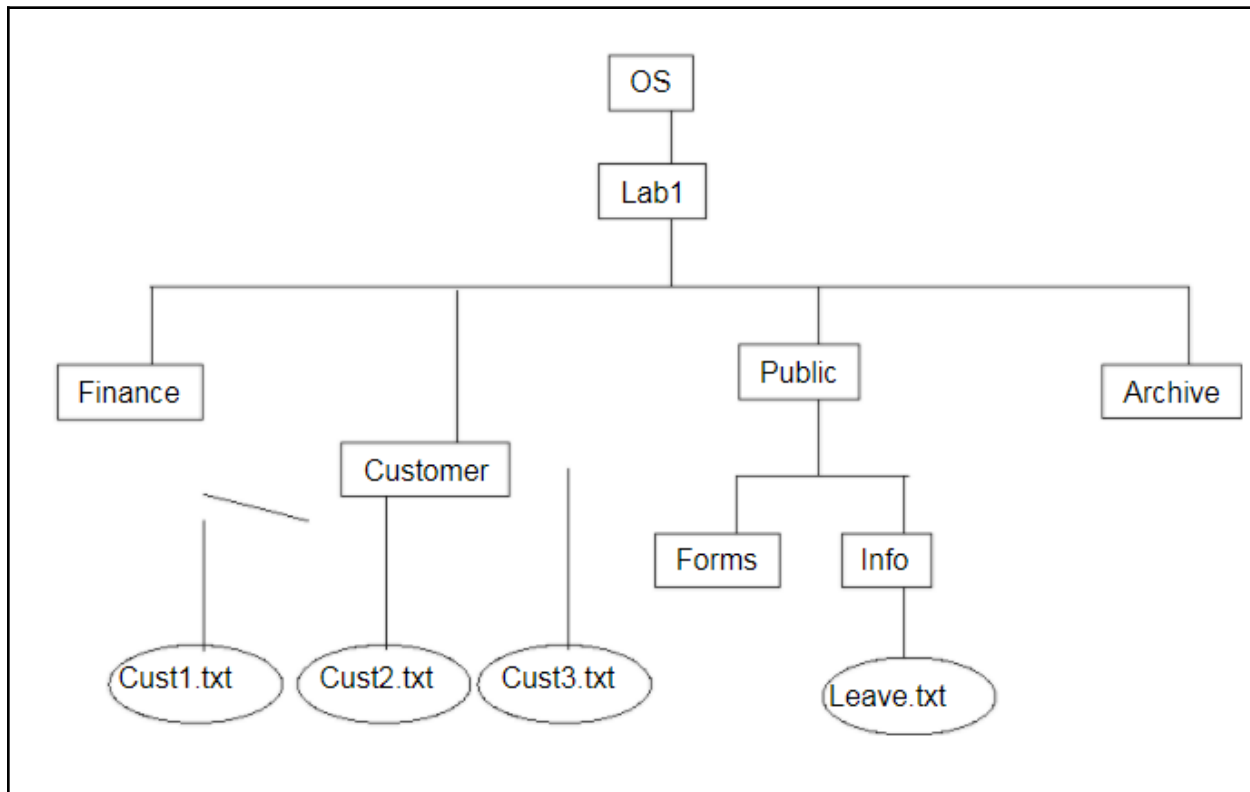 OS
Lab1
Finance
Customer
Public
Archive
Forms
Info
Cust1.txt
Cust2.txt
Cust3.txt
Leave.txt